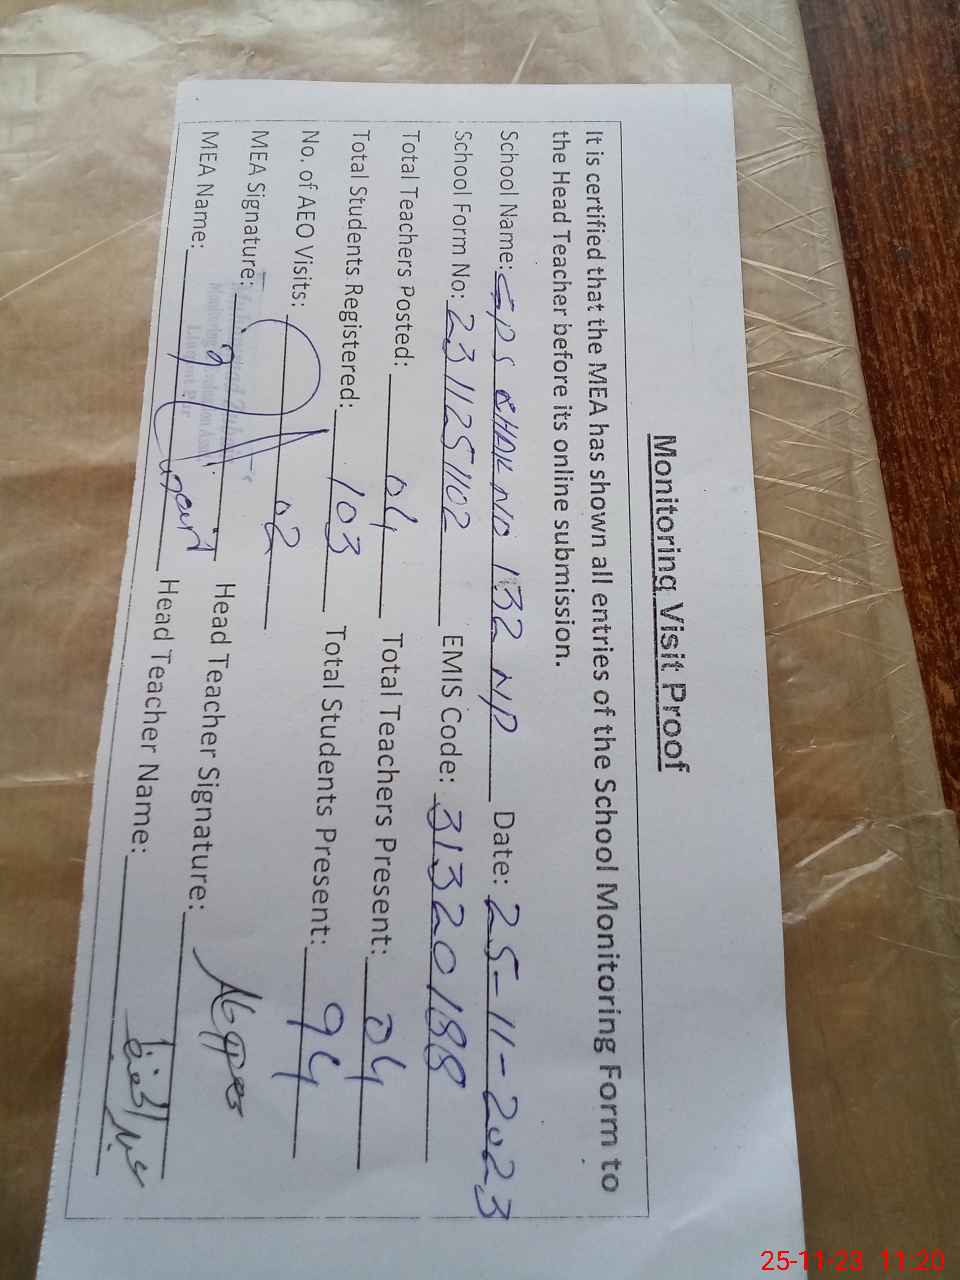 Monitoring Visit Proof
It is certified that the MEA has shown all entries of the School Monitoring Form to
the Head Teacher before its online submission.
School Name: GPS CHAK NO 132 NP Date: 25-11-2023
School Form No: 2311251102 EMIS Code: 31320188
Total Teachers Posted: 04 Total Teachers Present: 04
Total Students Registered: 103 Total Students Present: 94
No. of AEO Visits: 02
MEA Signature: Head Teacher Signature:
MEA Name: Head Teacher Name:
25-11-23 11:20